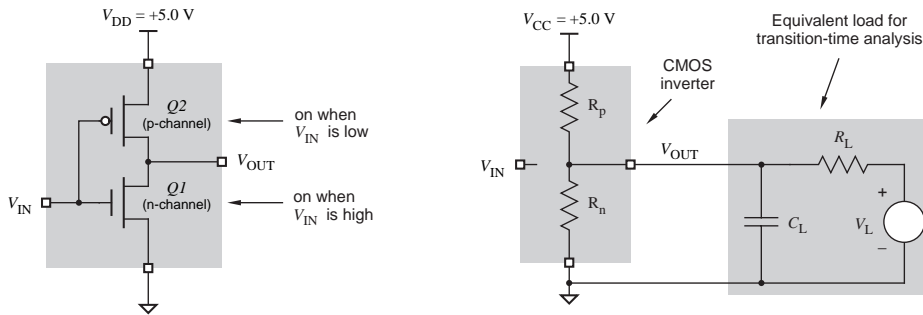 V_DD = +5.0 V
Q2
(p-channel)
on when
V_IN is low
V_OUT
Q1
(n-channel)
V_IN
on when
V_IN is high
V_CC = +5.0 V
CMOS
inverter
R_p
V_IN
V_OUT
R_n
Equivalent load for
transition-time analysis
R_L
C_L
+
V_L
–